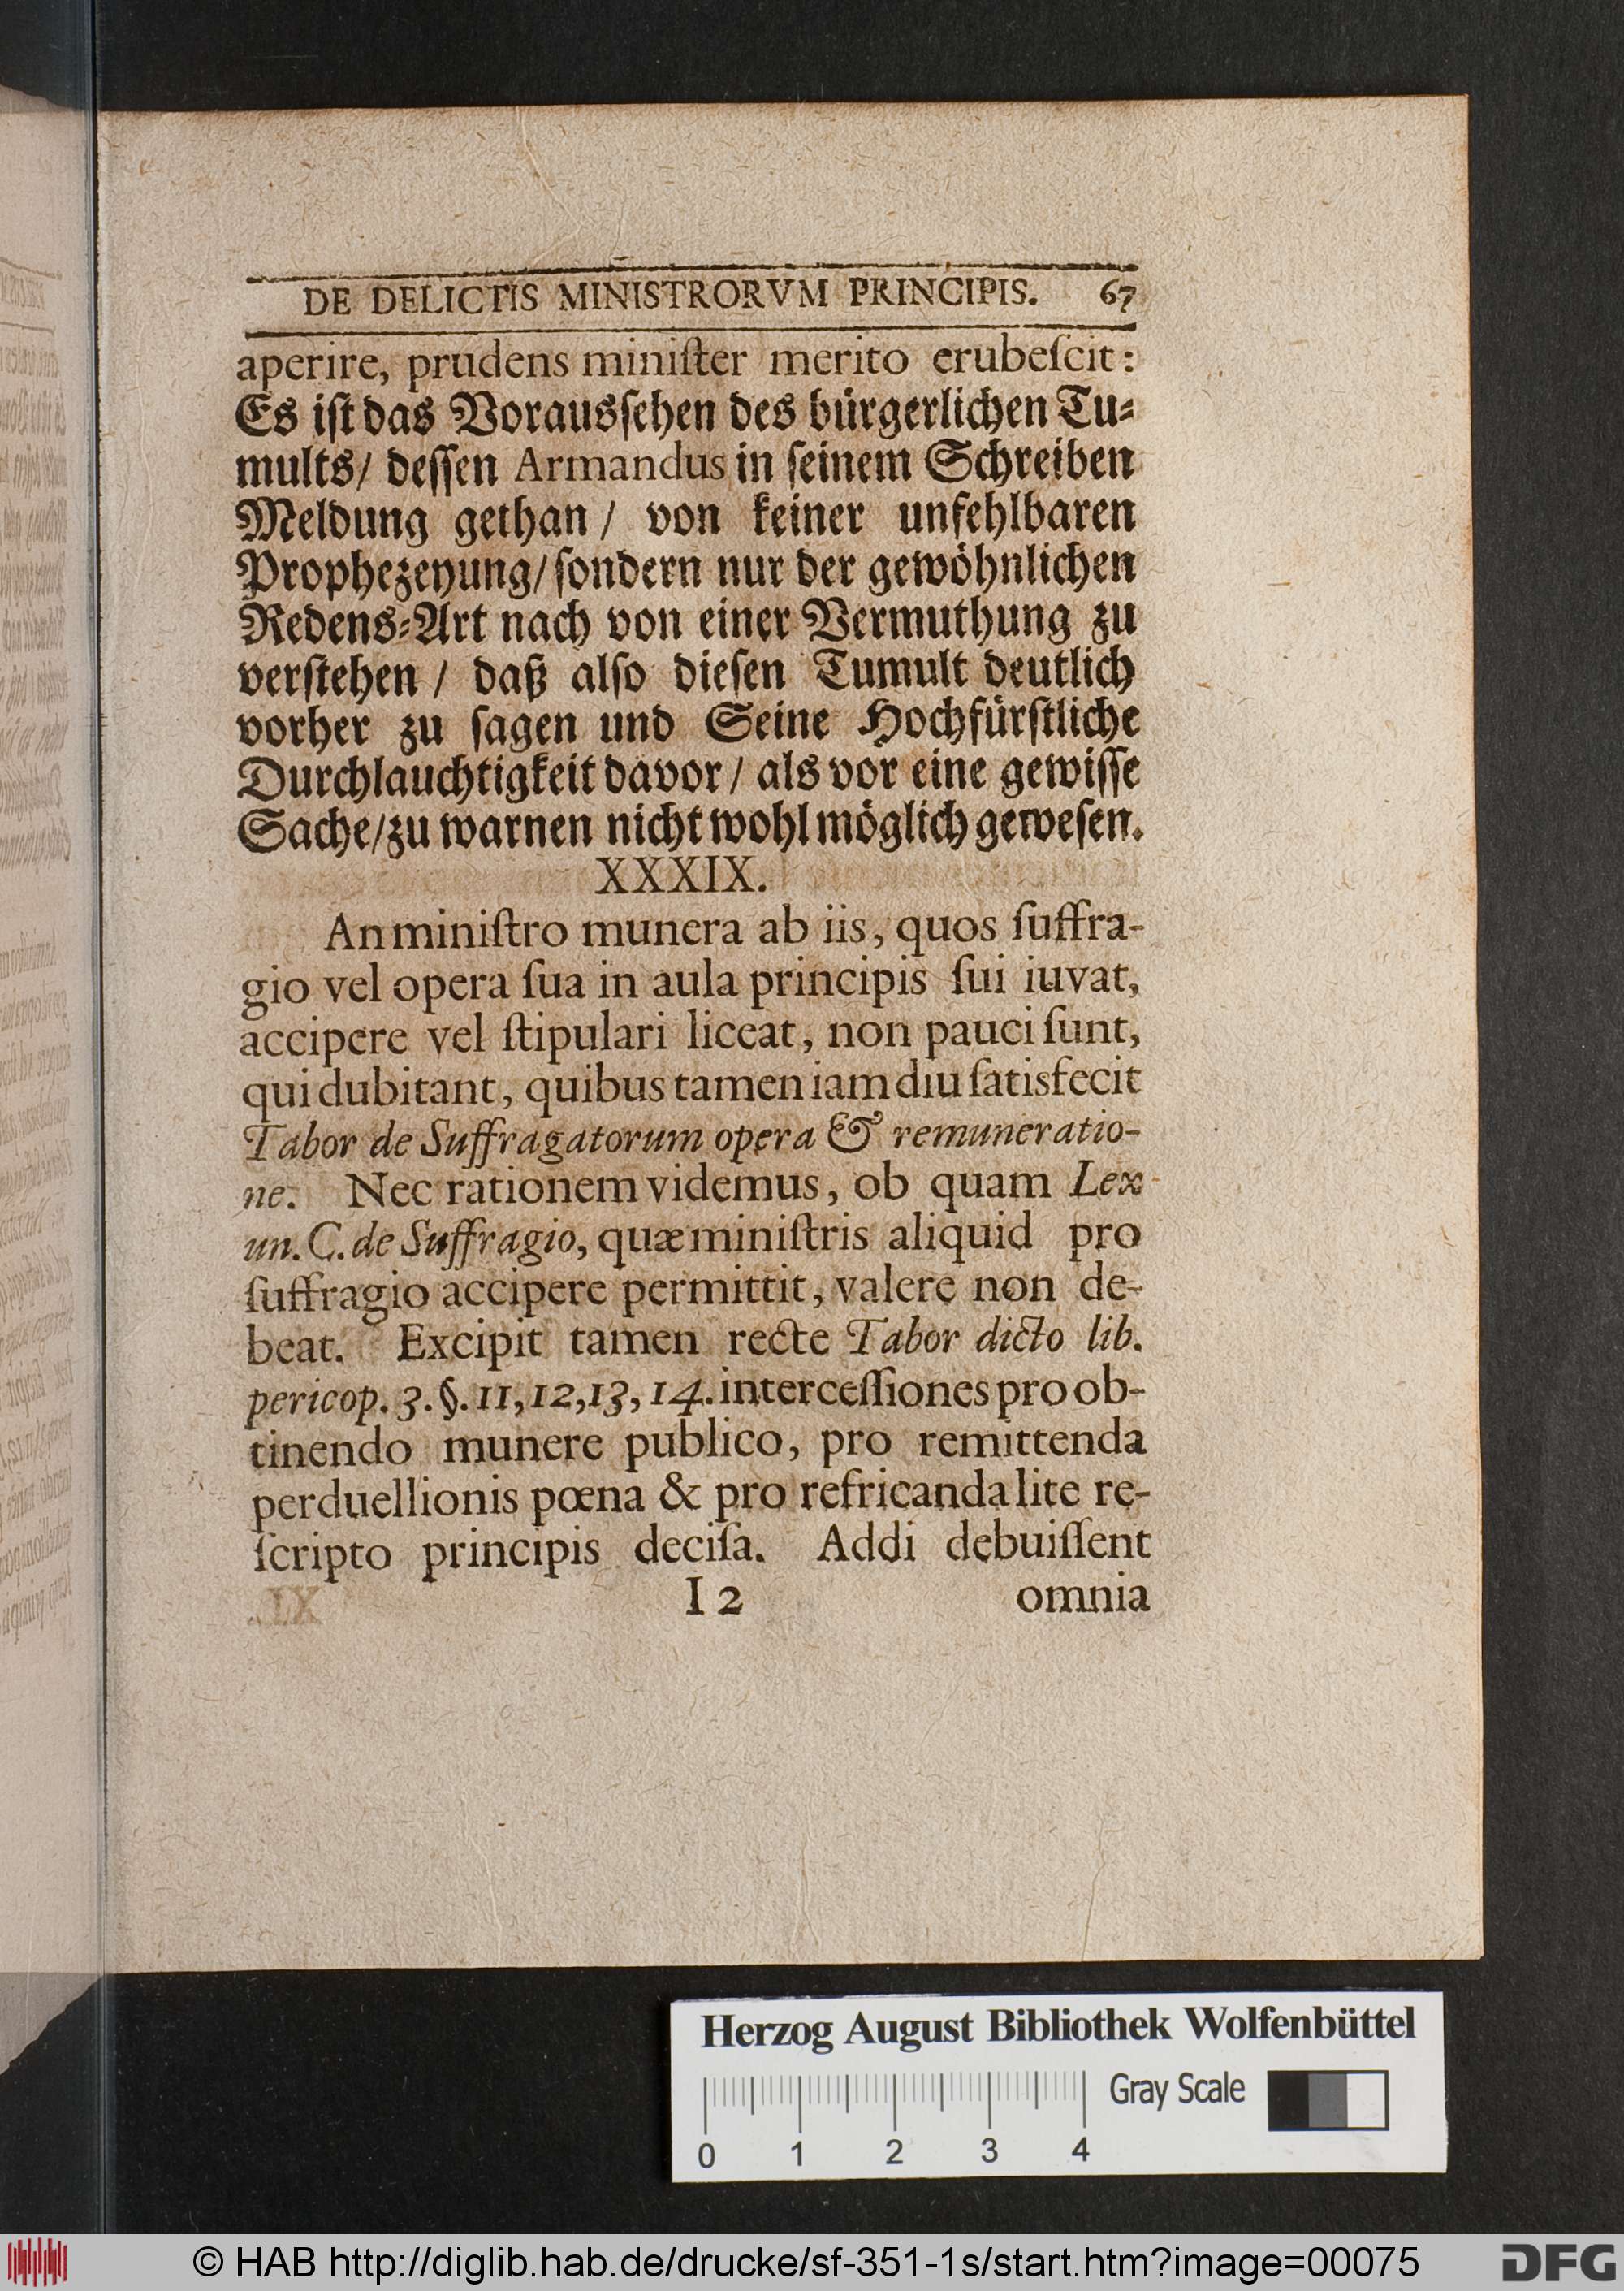 DE DELICTIS MINISTRORVM PRINCIPIS. 67
aperire, prudens miniſter merito erubeſcit:
Es iſt das Vorausſehen des bürgerlichen Tu⸗
mults/ deſſen Armandus in ſeinem Schreiben
Meldung gethan / von keiner unfehlbaren
Prophezeyung/ ſondern nur der gewöhnlichen
Redens⸗Art nach von einer Vermuthung zu
verſtehen / daß alſo dieſen Tumult deutlich
vorher zu ſagen und Seine Hochfürſtliche
Durchlauchtigkeit davor / als vor eine gewiſſe
Sache/zu warnen nicht wohl möglich geweſen.
XXXIX.
An miniſtro munera ab iis, quos ſuffra-
gio vel opera ſua in aula principis ſui iuvat,
accipere vel ſtipulari liceat, non pauci ſunt,
qui dubitant, quibus tamen iam diu ſatisfecit
Tabor de Suffragatorum opera & remuneratio-
ne. Nec rationem videmus, ob quam Lex
un. C. de Suffragio, quæ miniſtris aliquid pro
ſuffragio accipere permittit, valere non de-
beat. Excipit tamen recte Tabor dicto lib.
pericop. 3. §. 11, 12, 13, 14. interceſſiones pro ob-
tinendo munere publico, pro remittenda
perduellionis pœna & pro refricanda lite re-
ſcripto principis deciſa. Addi debuiſſent
I 2 omnia
Herzog August Bibliothek Wolfenbüttel
Gray Scale
0 1 2 3 4
© HAB http://diglib.hab.de/drucke/sf-351-1s/start.htm?image=00075
DFG